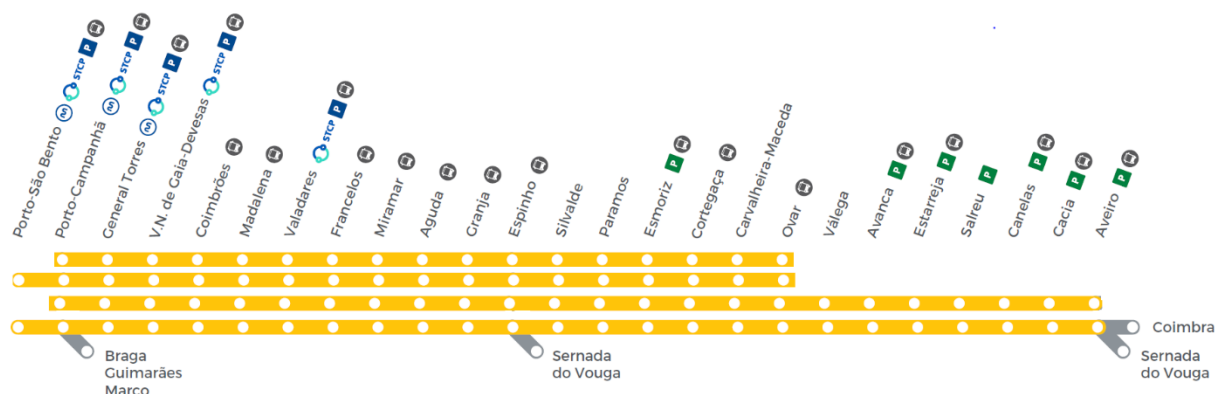 Porto-São Bento
STCP P
Porto-Campanhã
STCP P
General Torres
STCP P
V.N. de Gaia-Devesas
STCP P
Coimbrões
Madalena
Valadares
STCP P
Francelos
Miramar
Aguda
Granja
Espinho
Silvalde
Paramos
Esmoriz
P
Cortegaça
Carvalheira-Maceda
Ovar
Válega
Avanca
P
Estarreja
P
Salreu
P
Canelas
P
Cacia
P
Aveiro
P
Coimbra
Braga
Guimarães
Marco
Sernada
do Vouga
Sernada
do Vouga